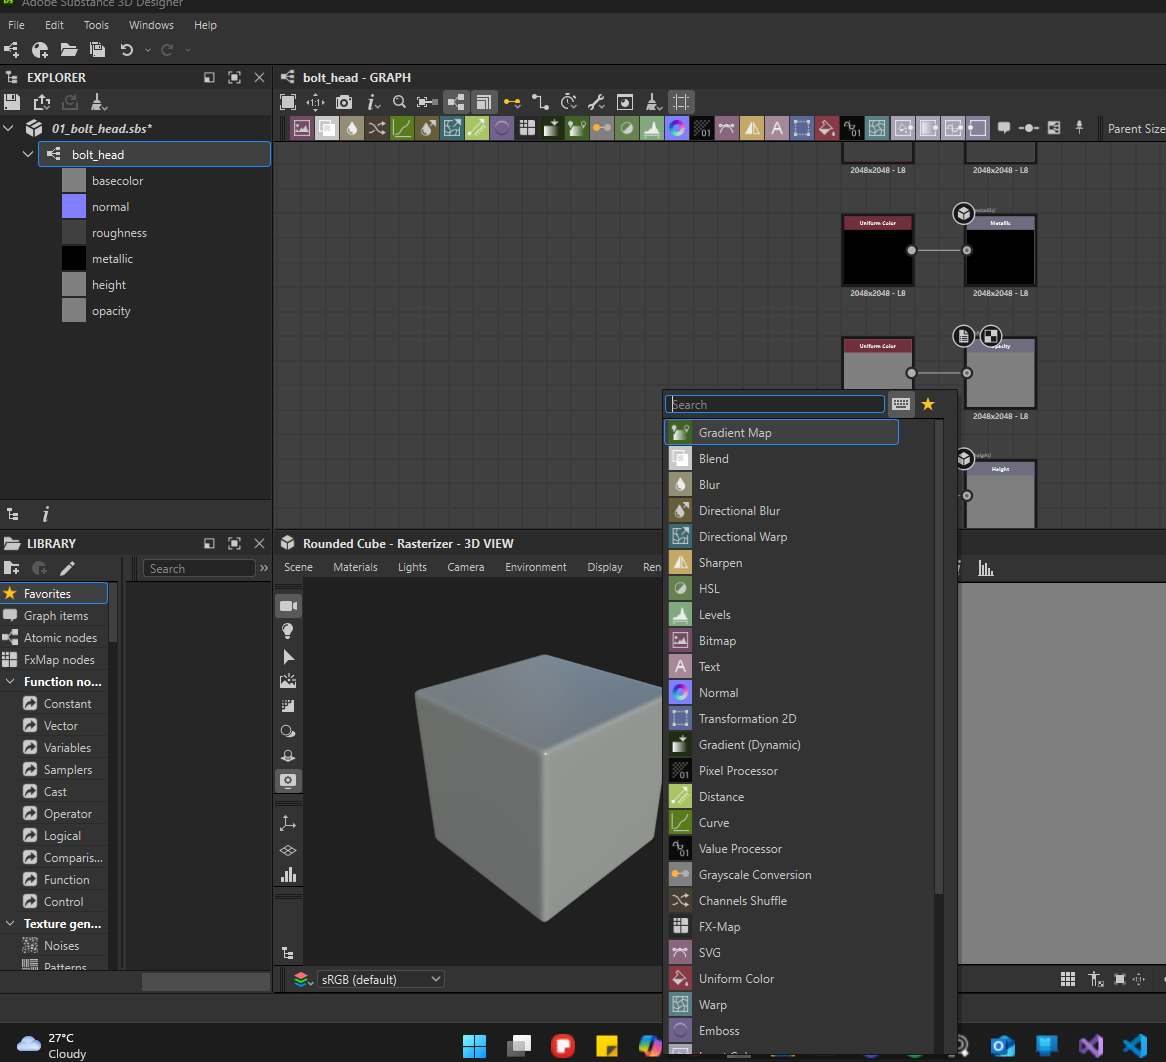 Adobe Substance 3D Designer
File Edit Tools Windows Help
EXPLORER
01_bolt_head.sbs*
bolt_head
basecolor
normal
roughness
metallic
height
opacity
bolt_head - GRAPH
Parent Size
2048x2048 - L8
2048x2048 - L8
Uniform Color
Metallic
2048x2048 - L8
2048x2048 - L8
Uniform Color
2048x2048 - L8
Height
Search
Gradient Map
Blend
Blur
Directional Blur
Directional Warp
Sharpen
HSL
Levels
Bitmap
Text
Normal
Transformation 2D
Gradient (Dynamic)
Pixel Processor
Distance
Curve
Value Processor
Grayscale Conversion
Channels Shuffle
FX-Map
SVG
Uniform Color
Warp
Emboss
LIBRARY
Search
Favorites
Graph items
Atomic nodes
FxMap nodes
Function no...
Constant
Vector
Variables
Samplers
Cast
Operator
Logical
Comparis...
Function
Control
Texture gen...
Noises
Patterns
Rounded Cube - Rasterizer - 3D VIEW
Scene Materials Lights Camera Environment Display Ren
sRGB (default)
27°C
Cloudy